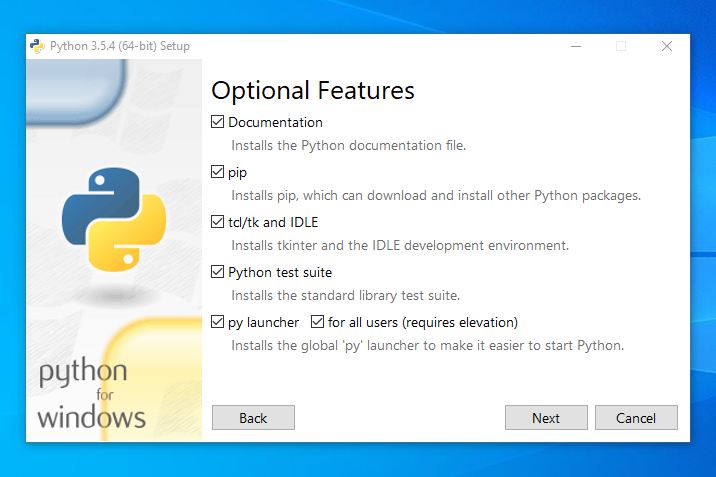 Python 3.5.4 (64-bit) Setup
Optional Features
Documentation
Installs the Python documentation file.
pip
Installs pip, which can download and install other Python packages.
tcl/tk and IDLE
Installs tkinter and the IDLE development environment.
Python test suite
Installs the standard library test suite.
py launcher for all users (requires elevation)
Installs the global 'py' launcher to make it easier to start Python.
python
for
windows
Back Next Cancel